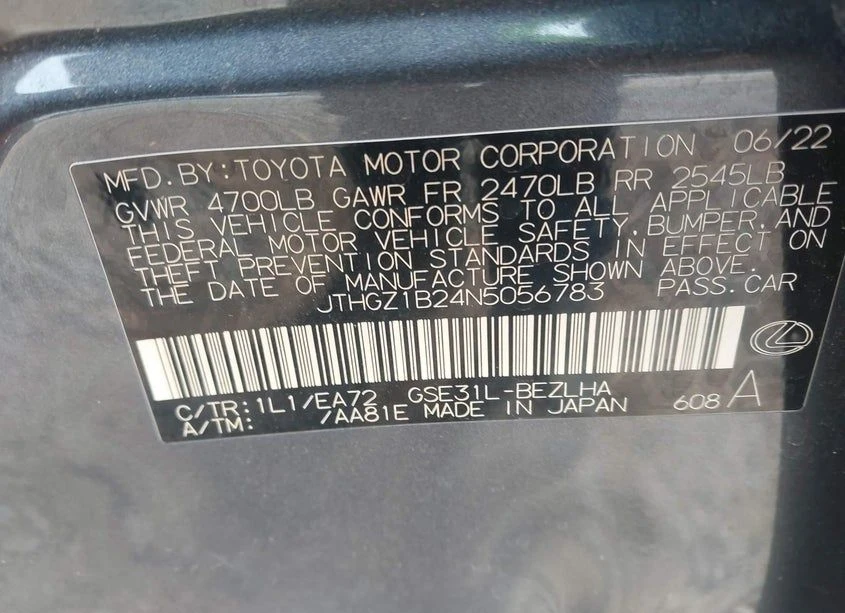 MFD. BY: TOYOTA MOTOR CORPORATION 06/22
GVWR 4700LB GAWR FR 2470LB RR 2545LB
THIS VEHICLE CONFORMS TO ALL APPLICABLE
FEDERAL MOTOR VEHICLE SAFETY, BUMPER, AND
THEFT PREVENTION STANDARDS IN EFFECT ON
THE DATE OF MANUFACTURE SHOWN ABOVE.
JTHGZ1B24N5056783 PASS. CAR
C/TR: 1L1/EA72 GSE31L-BEZLHA
A/TM: /AA81E MADE IN JAPAN 608 A